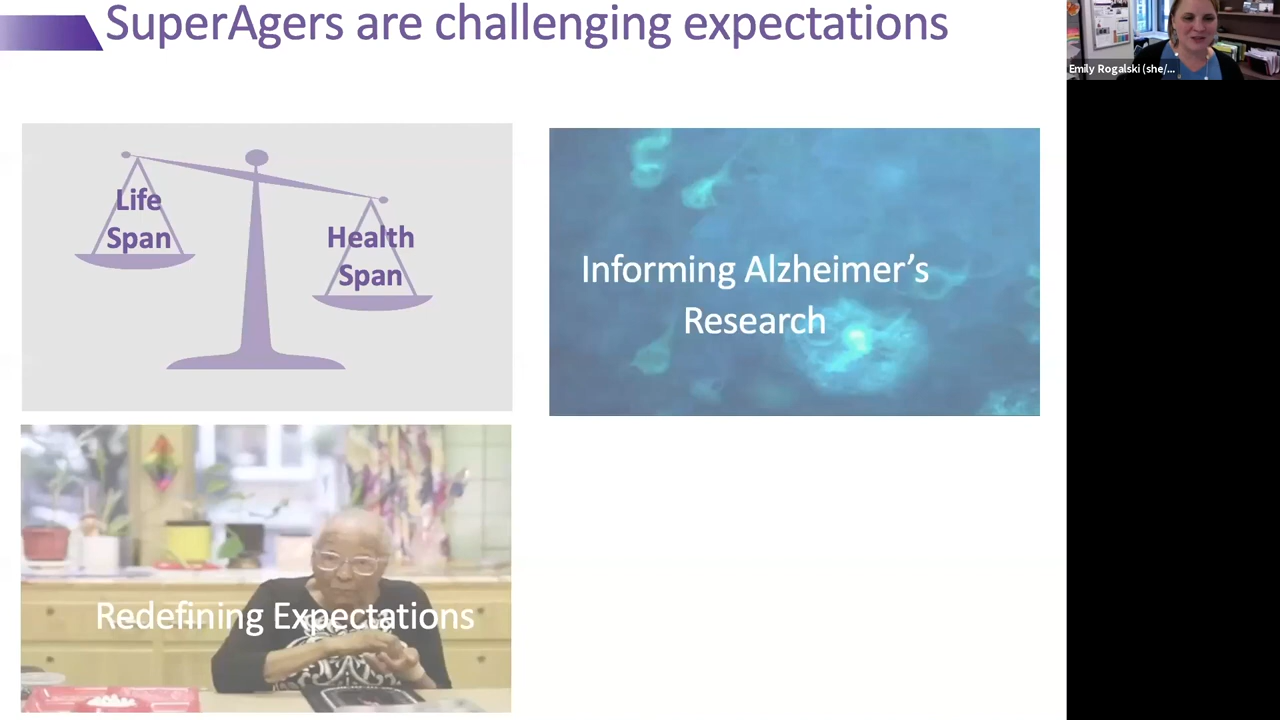 SuperAgers are challenging expectations
Emily Rogalski (she/...
Life
Span
Health
Span
Informing Alzheimer’s
Research
Redefining Expectations